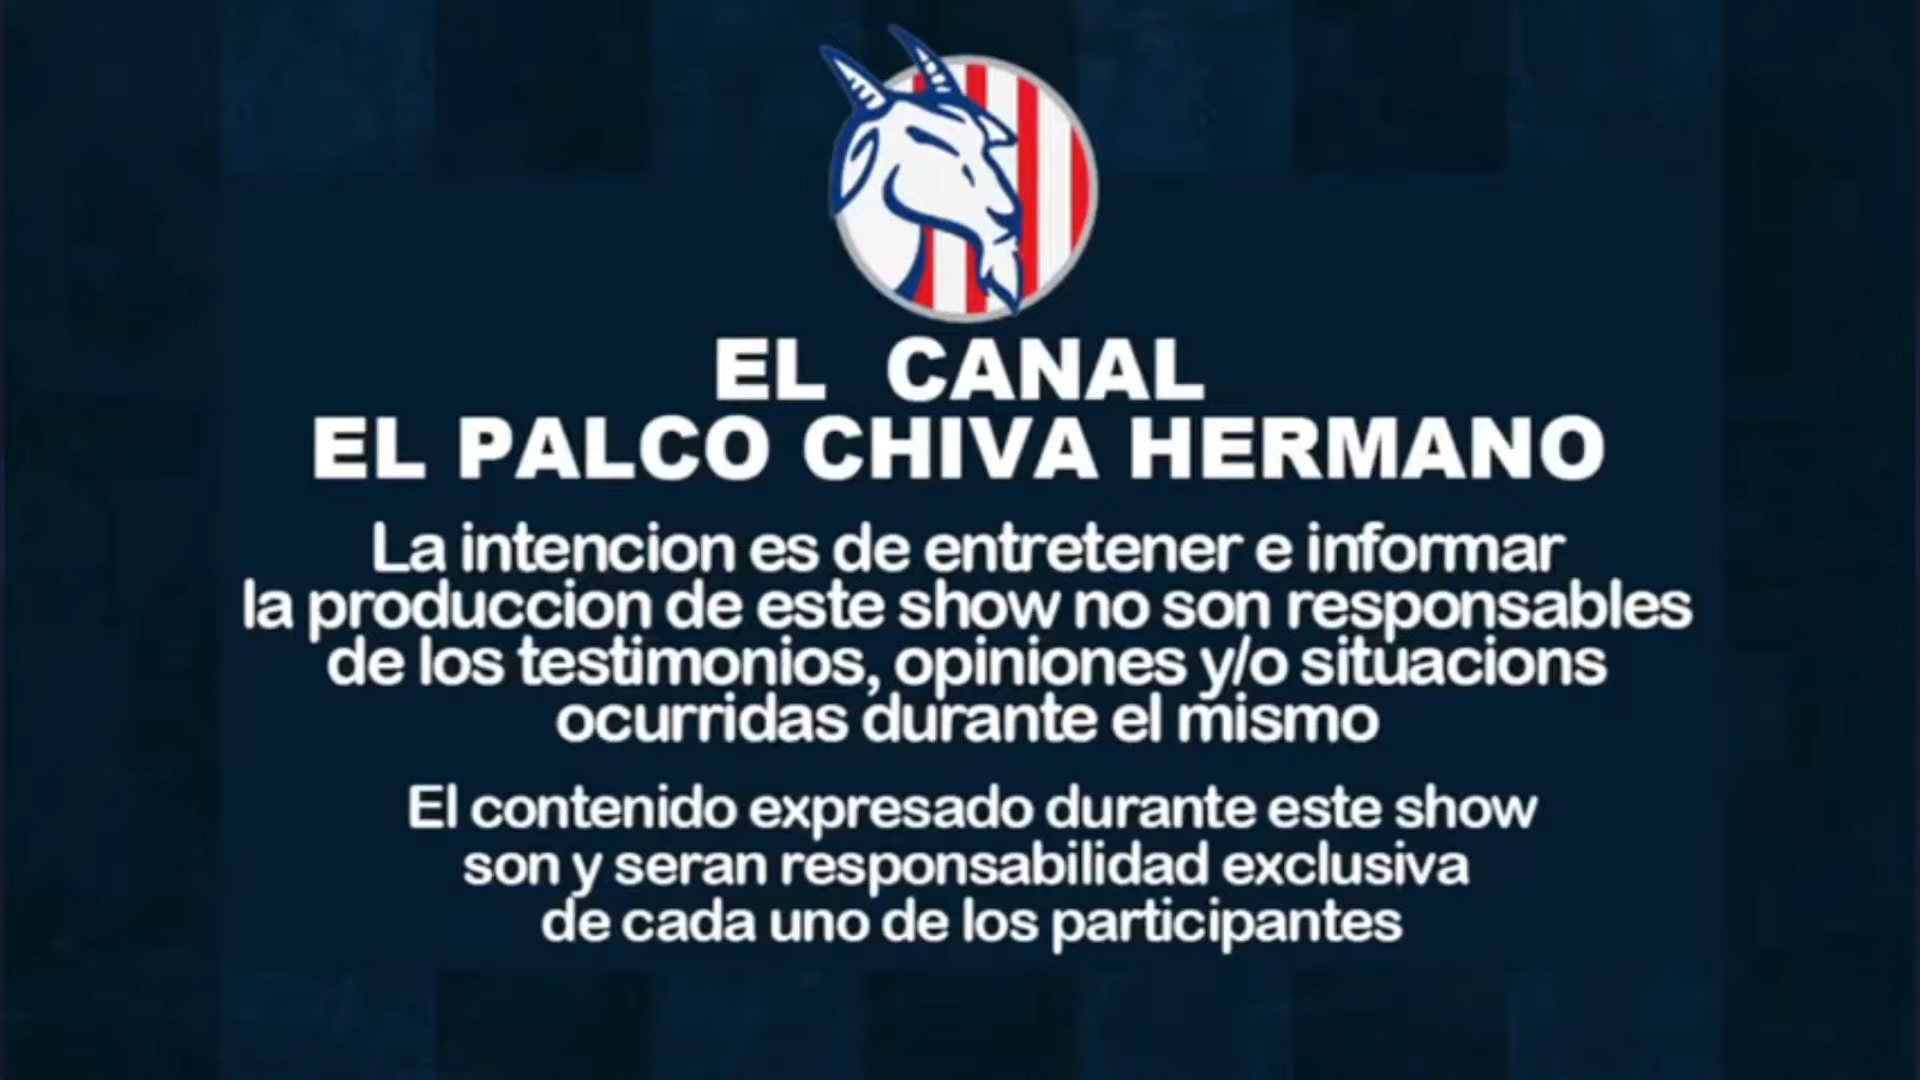 EL CANAL
EL PALCO CHIVA HERMANO
La intencion es de entretener e informar
la produccion de este show no son responsables
de los testimonios, opiniones y/o situacions
ocurridas durante el mismo
El contenido expresado durante este show
son y seran responsabilidad exclusiva
de cada uno de los participantes